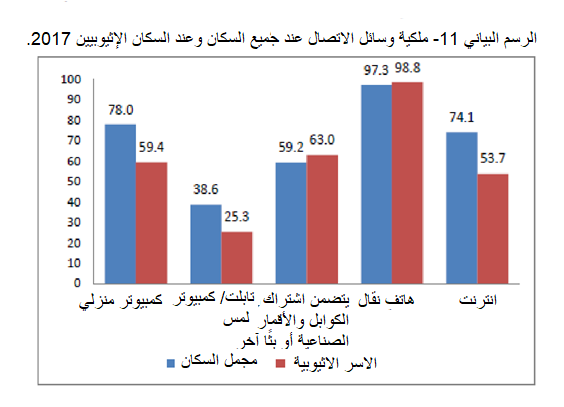 الرسم البياني 11- ملكية وسائل الاتصال عند جميع السكان وعند السكان الإثيوبيين 2017.
100
90
80
70
60
50
40
30
20
10
0
78.0
59.4
38.6
25.3
59.2
63.0
97.3
98.8
74.1
53.7
كمبيوتر منزلي
تابلت/ كمبيوتر
لمس
يتضمن اشتراك
الكوابل والأقمار
الصناعية أو بثًا آخر
هاتف نقال
انترنت
مجمل السكان
الاسر الاثيوبية